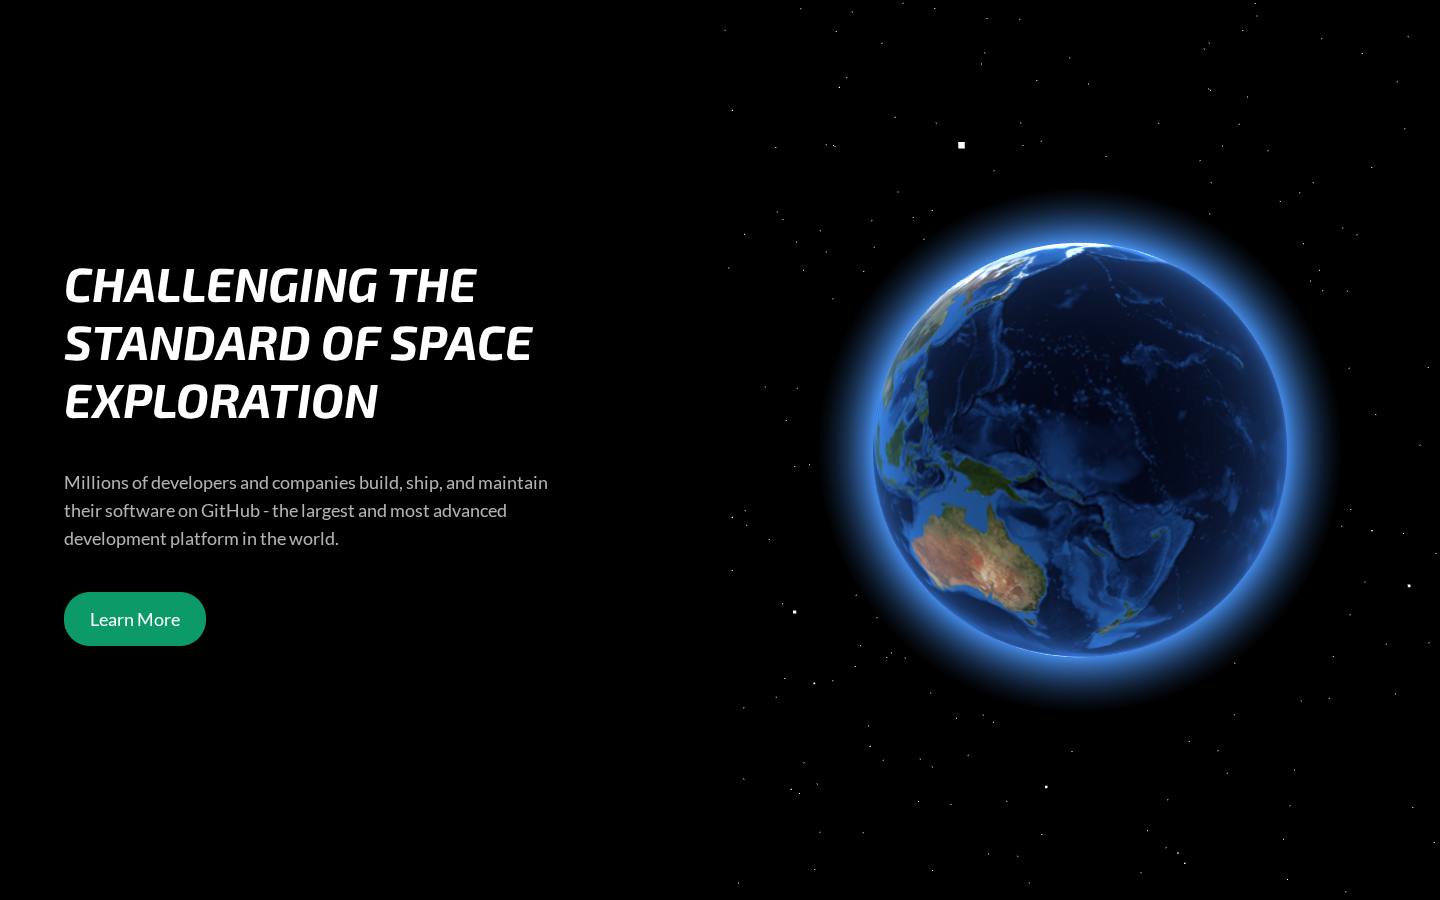 CHALLENGING THE
STANDARD OF SPACE
EXPLORATION
Millions of developers and companies build, ship, and maintain
their software on GitHub - the largest and most advanced
development platform in the world.
Learn More